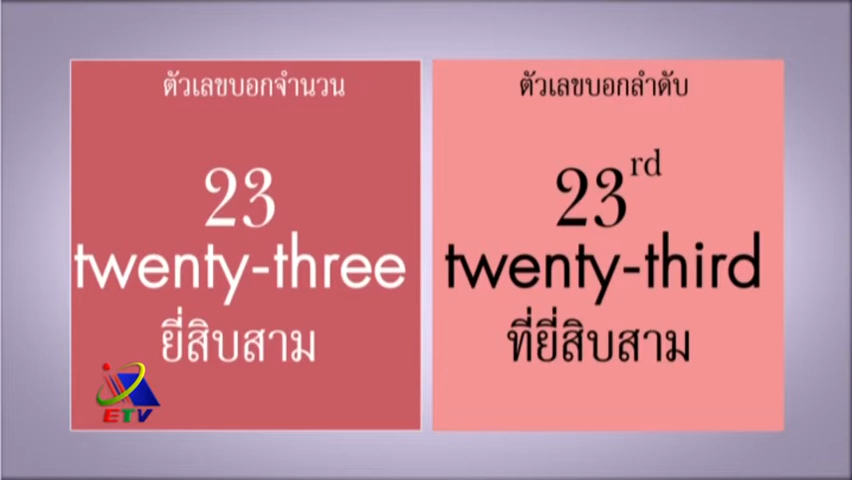 ตัวเลขบอกจำนวน
23
twenty-three
ยี่สิบสาม
ตัวเลขบอกลำดับ
23rd
twenty-third
ที่ยี่สิบสาม
ETV